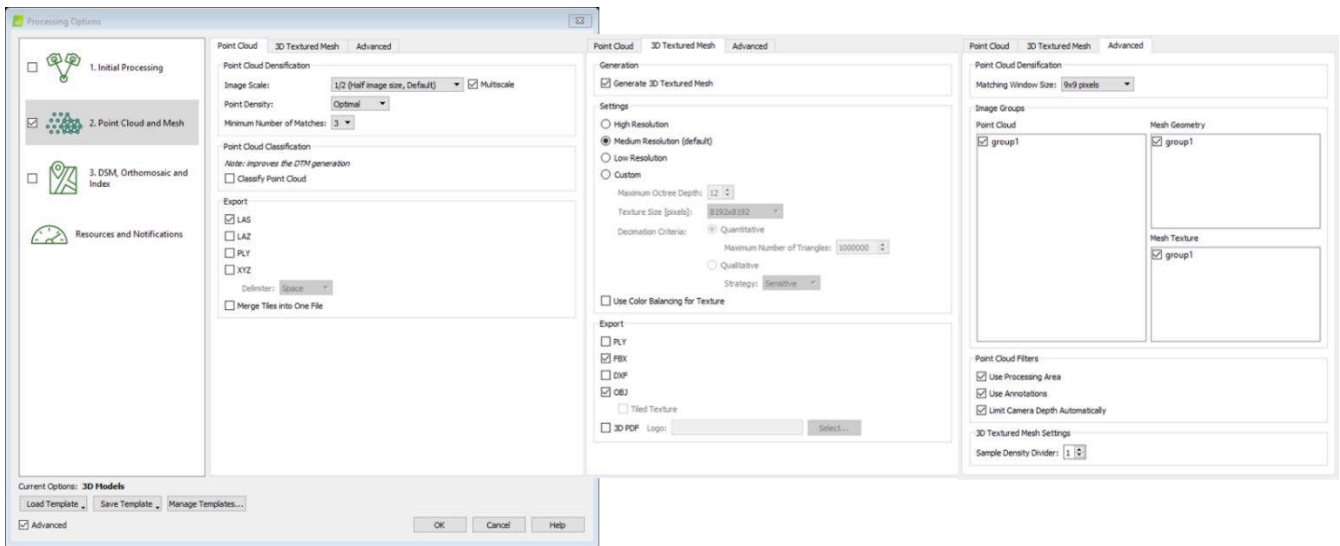 Processing Options
1. Initial Processing
2. Point Cloud and Mesh
3. DSM, Orthomosaic and
Index
Resources and Notifications
Point Cloud 3D Textured Mesh Advanced
Point Cloud Densification
Image Scale: 1/2 (Half image size, Default) Multiscale
Point Density: Optimal
Minimum Number of Matches: 3
Point Cloud Classification
Note: improves the DTM generation
Classify Point Cloud
Export
LAS
LAZ
PLY
XYZ
Delimiter: Space
Merge Tiles into One File
Current Options: 3D Models
Load Template Save Template Manage Templates...
Advanced
OK Cancel Help
Point Cloud 3D Textured Mesh Advanced
Generation
Generate 3D Textured Mesh
Settings
High Resolution
Medium Resolution (default)
Low Resolution
Custom
Maximum Octree Depth: 12
Texture Size [pixels]: 8192x8192
Decimation Criteria: Quantitative
Maximum Number of Triangles: 1000000
Qualitative
Strategy: Sensitive
Use Color Balancing for Texture
Export
PLY
FBX
DXF
OBJ
Tiled Texture
3D PDF Logo: Select...
Point Cloud 3D Textured Mesh Advanced
Point Cloud Densification
Matching Window Size: 9x9 pixels
Image Groups
Point Cloud
group1
Mesh Geometry
group1
Mesh Texture
group1
Point Cloud Filters
Use Processing Area
Use Annotations
Limit Camera Depth Automatically
3D Textured Mesh Settings
Sample Density Divider: 1